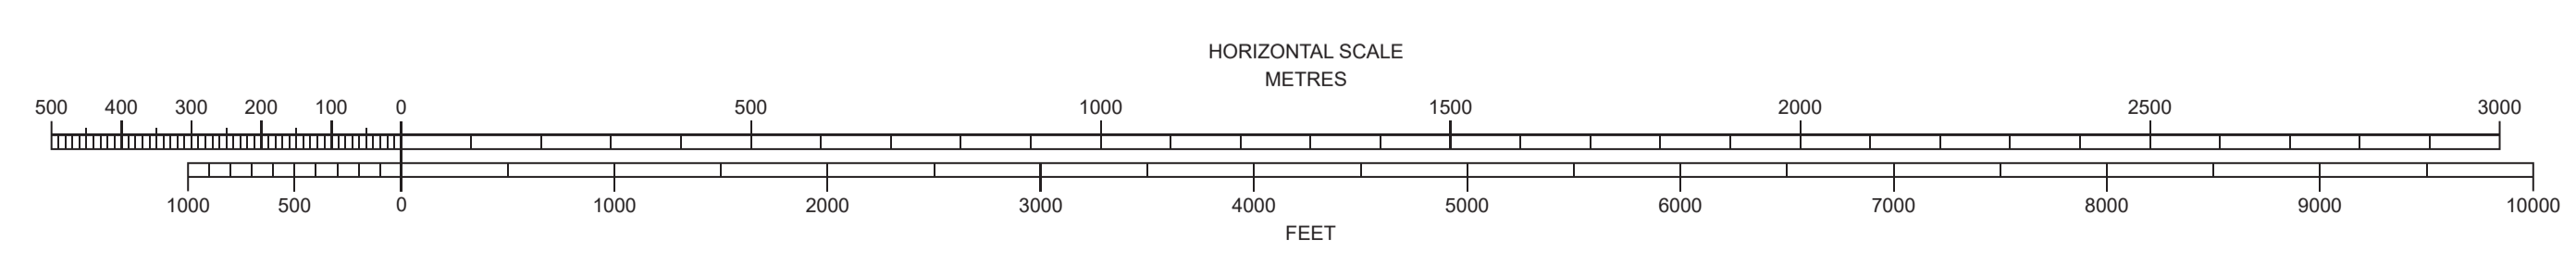 HORIZONTAL SCALE
METRES
500 400 300 200 100 0 500 1000 1500 2000 2500 3000
1000 500 0 1000 2000 3000 4000 5000 6000 7000 8000 9000 10000
FEET